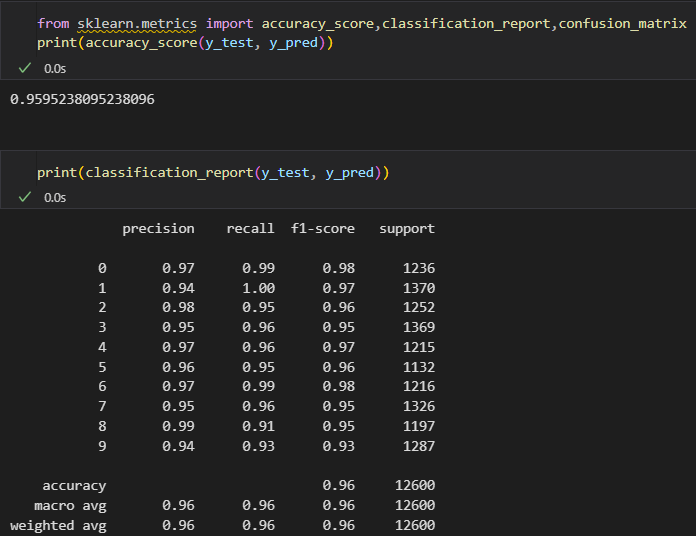 from sklearn.metrics import accuracy_score,classification_report,confusion_matrix
print(accuracy_score(y_test, y_pred))
0.0s
0.9595238095238096
print(classification_report(y_test, y_pred))
0.0s
precision recall f1-score support
0 0.97 0.99 0.98 1236
1 0.94 1.00 0.97 1370
2 0.98 0.95 0.96 1252
3 0.95 0.96 0.95 1369
4 0.97 0.96 0.97 1215
5 0.96 0.95 0.96 1132
6 0.97 0.99 0.98 1216
7 0.95 0.96 0.95 1326
8 0.99 0.91 0.95 1197
9 0.94 0.93 0.93 1287
accuracy 0.96 12600
macro avg 0.96 0.96 0.96 12600
weighted avg 0.96 0.96 0.96 12600